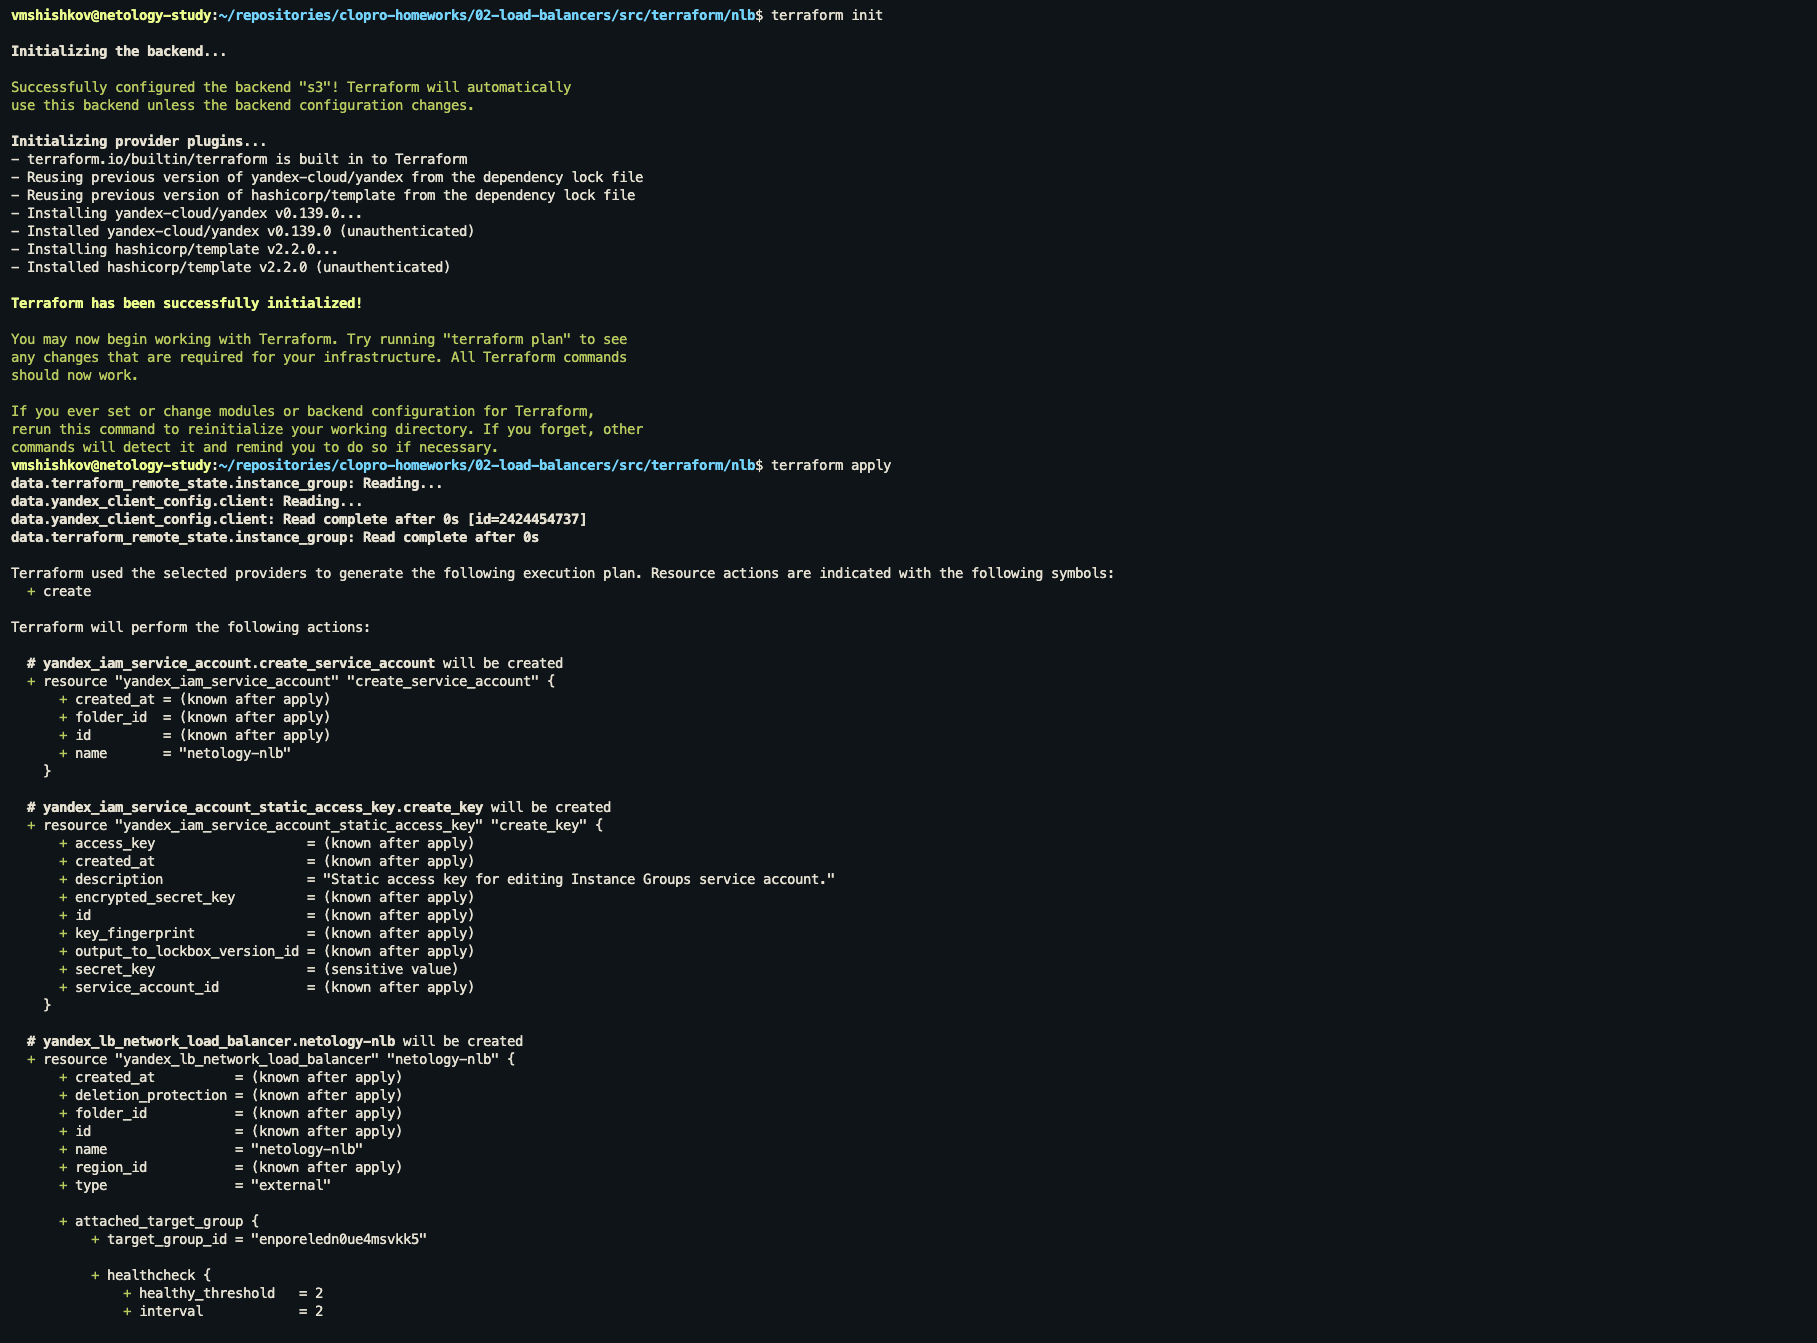 vmshishkov@netology-study:~/repositories/clopro-homeworks/02-load-balancers/src/terraform/nlb$ terraform init
Initializing the backend...
Successfully configured the backend "s3"! Terraform will automatically
use this backend unless the backend configuration changes.
Initializing provider plugins...
- terraform.io/builtin/terraform is built in to Terraform
- Reusing previous version of yandex-cloud/yandex from the dependency lock file
- Reusing previous version of hashicorp/template from the dependency lock file
- Installing yandex-cloud/yandex v0.139.0...
- Installed yandex-cloud/yandex v0.139.0 (unauthenticated)
- Installing hashicorp/template v2.2.0...
- Installed hashicorp/template v2.2.0 (unauthenticated)
Terraform has been successfully initialized!
You may now begin working with Terraform. Try running "terraform plan" to see
any changes that are required for your infrastructure. All Terraform commands
should now work.
If you ever set or change modules or backend configuration for Terraform,
rerun this command to reinitialize your working directory. If you forget, other
commands will detect it and remind you to do so if necessary.
vmshishkov@netology-study:~/repositories/clopro-homeworks/02-load-balancers/src/terraform/nlb$ terraform apply
data.terraform_remote_state.instance_group: Reading...
data.yandex_client_config.client: Reading...
data.yandex_client_config.client: Read complete after 0s [id=2424454737]
data.terraform_remote_state.instance_group: Read complete after 0s
Terraform used the selected providers to generate the following execution plan. Resource actions are indicated with the following symbols:
  + create
Terraform will perform the following actions:
  # yandex_iam_service_account.create_service_account will be created
  + resource "yandex_iam_service_account" "create_service_account" {
      + created_at = (known after apply)
      + folder_id  = (known after apply)
      + id         = (known after apply)
      + name       = "netology-nlb"
    }
  # yandex_iam_service_account_static_access_key.create_key will be created
  + resource "yandex_iam_service_account_static_access_key" "create_key" {
      + access_key                   = (known after apply)
      + created_at                   = (known after apply)
      + description                  = "Static access key for editing Instance Groups service account."
      + encrypted_secret_key         = (known after apply)
      + id                           = (known after apply)
      + key_fingerprint              = (known after apply)
      + output_to_lockbox_version_id = (known after apply)
      + secret_key                   = (sensitive value)
      + service_account_id           = (known after apply)
    }
  # yandex_lb_network_load_balancer.netology-nlb will be created
  + resource "yandex_lb_network_load_balancer" "netology-nlb" {
      + created_at          = (known after apply)
      + deletion_protection = (known after apply)
      + folder_id           = (known after apply)
      + id                  = (known after apply)
      + name                = "netology-nlb"
      + region_id           = (known after apply)
      + type                = "external"
      + attached_target_group {
          + target_group_id = "enporeledn0ue4msvkk5"
          + healthcheck {
              + healthy_threshold   = 2
              + interval            = 2